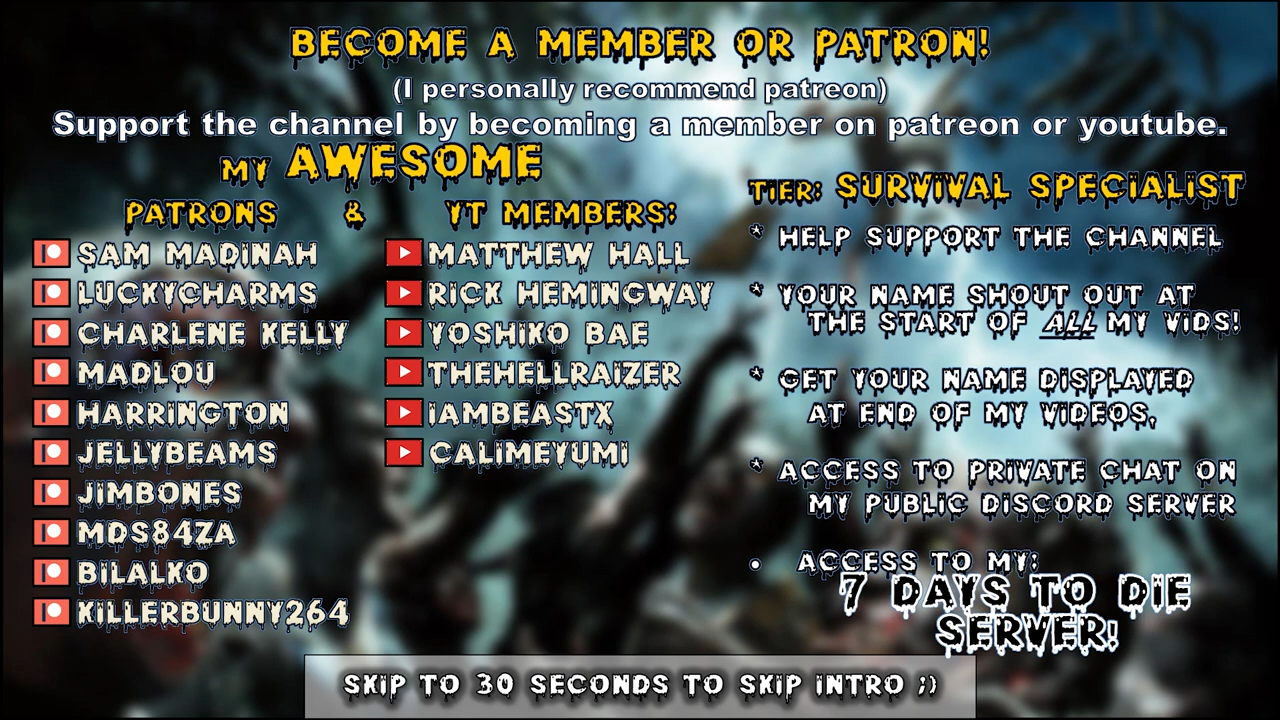 BECOME A MEMBER OR PATRON!
(I personally recommend patreon)
Support the channel by becoming a member on patreon or youtube.
MY AWESOME
PATRONS & YT MEMBERS:
SAM MADINAH
LUCKYCHARMS
CHARLENE KELLY
MADLOU
HARRINGTON
JELLYBEAMS
JIMBONES
MDS84ZA
BILALKO
KILLERBUNNY264
MATTHEW HALL
RICK HEMINGWAY
YOSHIKO BAE
THEHELLRAIZER
IAMBEASTX
CALIMEYUMI
TIER: SURVIVAL SPECIALIST
* HELP SUPPORT THE CHANNEL
* YOUR NAME SHOUT OUT AT
THE START OF ALL MY VIDS!
* GET YOUR NAME DISPLAYED
AT END OF MY VIDEOS.
* ACCESS TO PRIVATE CHAT ON
MY PUBLIC DISCORD SERVER
• ACCESS TO MY:
7 DAYS TO DIE
SERVER!
SKIP TO 30 SECONDS TO SKIP INTRO ;)